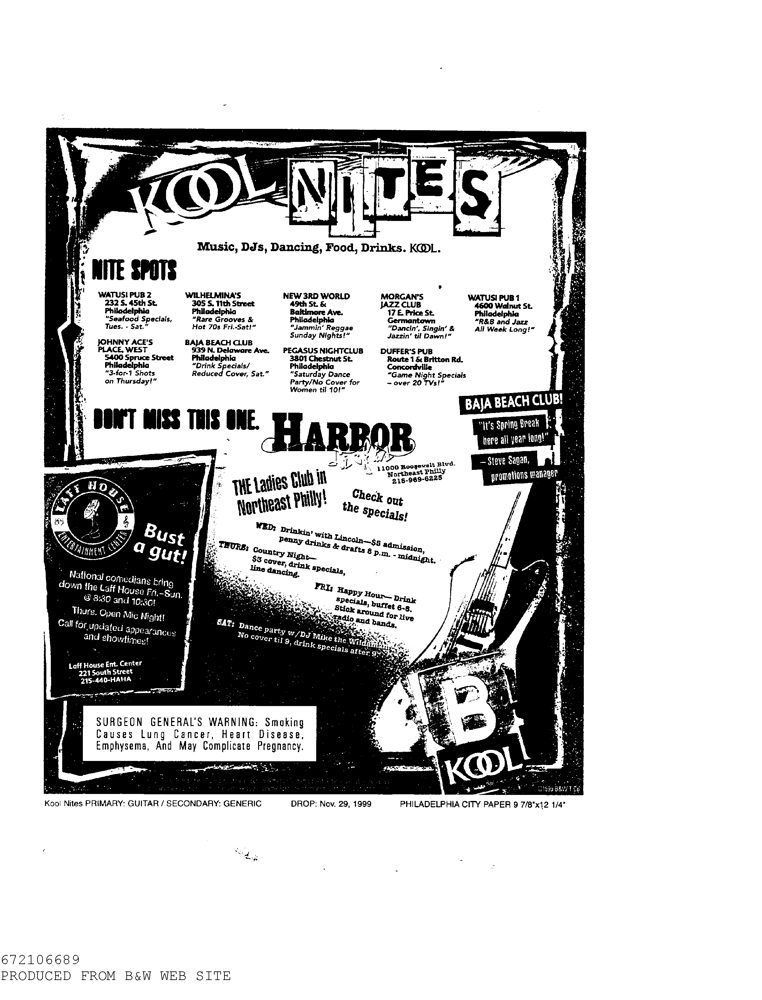 KOOL NITES
Music, DJs, Dancing, Food, Drinks. KOOL.
NITE SPOTS
WATUSI PUB 2
232 S. 45th St.
Philadelphia
"Seafood Specials,
Tues. - Sat."
JOHNNY ACE'S
PLACE, WEST
5400 Spruce Street
Philadelphia
"3-for-1 Shots
on Thursday!"
WILHELMINA'S
305 S. 11th Street
Philadelphia
"Rare Grooves &
Hot 70s Fri.-Sat!"
BAJA BEACH CLUB
939 N. Delaware Ave.
Philadelphia
"Drink Specials/
Reduced Cover, Sat."
NEW 3RD WORLD
49th St. &
Baltimore Ave.
Philadelphia
"Jammin' Reggae
Sunday Nights!"
PEGASUS NIGHTCLUB
3801 Chestnut St.
Philadelphia
"Saturday Dance
Party/No Cover for
Women til 10!"
MORGAN'S
JAZZ CLUB
17 E. Price St.
Germantown
"Dancin', Singin' &
Jazzin' til Dawn!"
DUFFER'S PUB
Route 1 & Britton Rd.
Concordville
"Game Night Specials
– over 20 TVs!"
WATUSI PUB 1
4600 Walnut St.
Philadelphia
"R&B and Jazz
All Week Long!"
BAJA BEACH CLUB!
"It's Spring Break
here all year long!"
– Steve Sagan,
promotions manager
DON'T MISS THIS ONE.
HARBOR
11000 Roosevelt Blvd.
Northeast Philly
215-969-6225
THE Ladies Club in
Northeast Philly!
Check out
the specials!
WED: Drinkin' with Lincoln—$5 admission,
penny drinks & drafts 8 p.m. - midnight.
THURS: Country Night—
$3 cover, drink specials,
line dancing.
FRI: Happy Hour— Drink
specials, buffet 6-8.
Stick around for live
radio and bands.
SAT: Dance party w/DJ Mike the
No cover til 9, drink specials after 9.
LAFF HOUSE
ENTERTAINMENT CENTER
Bust
a gut!
National comedians bring
down the Laff House Fri.-Sun.
@ 8:30 and 10:30!
Thurs. Open Mic Night!
Call for updated appearances
and showtimes!
Laff House Ent. Center
221 South Street
215-440-HAHA
B
KOOL
SURGEON GENERAL'S WARNING: Smoking
Causes Lung Cancer, Heart Disease,
Emphysema, And May Complicate Pregnancy.
Kool Nites PRIMARY: GUITAR / SECONDARY: GENERIC DROP: Nov. 29, 1999 PHILADELPHIA CITY PAPER 9 7/8"x12 1/4"
672106689
PRODUCED FROM B&W WEB SITE